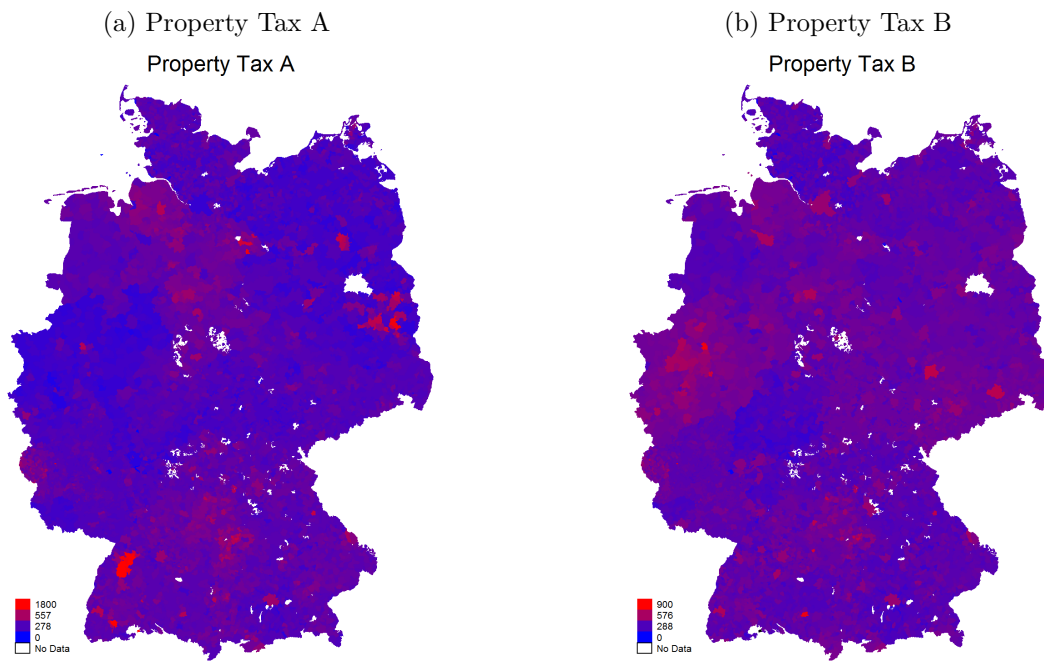 (a) Property Tax A
Property Tax A
1800
557
278
0
No Data
(b) Property Tax B
Property Tax B
900
576
288
0
No Data